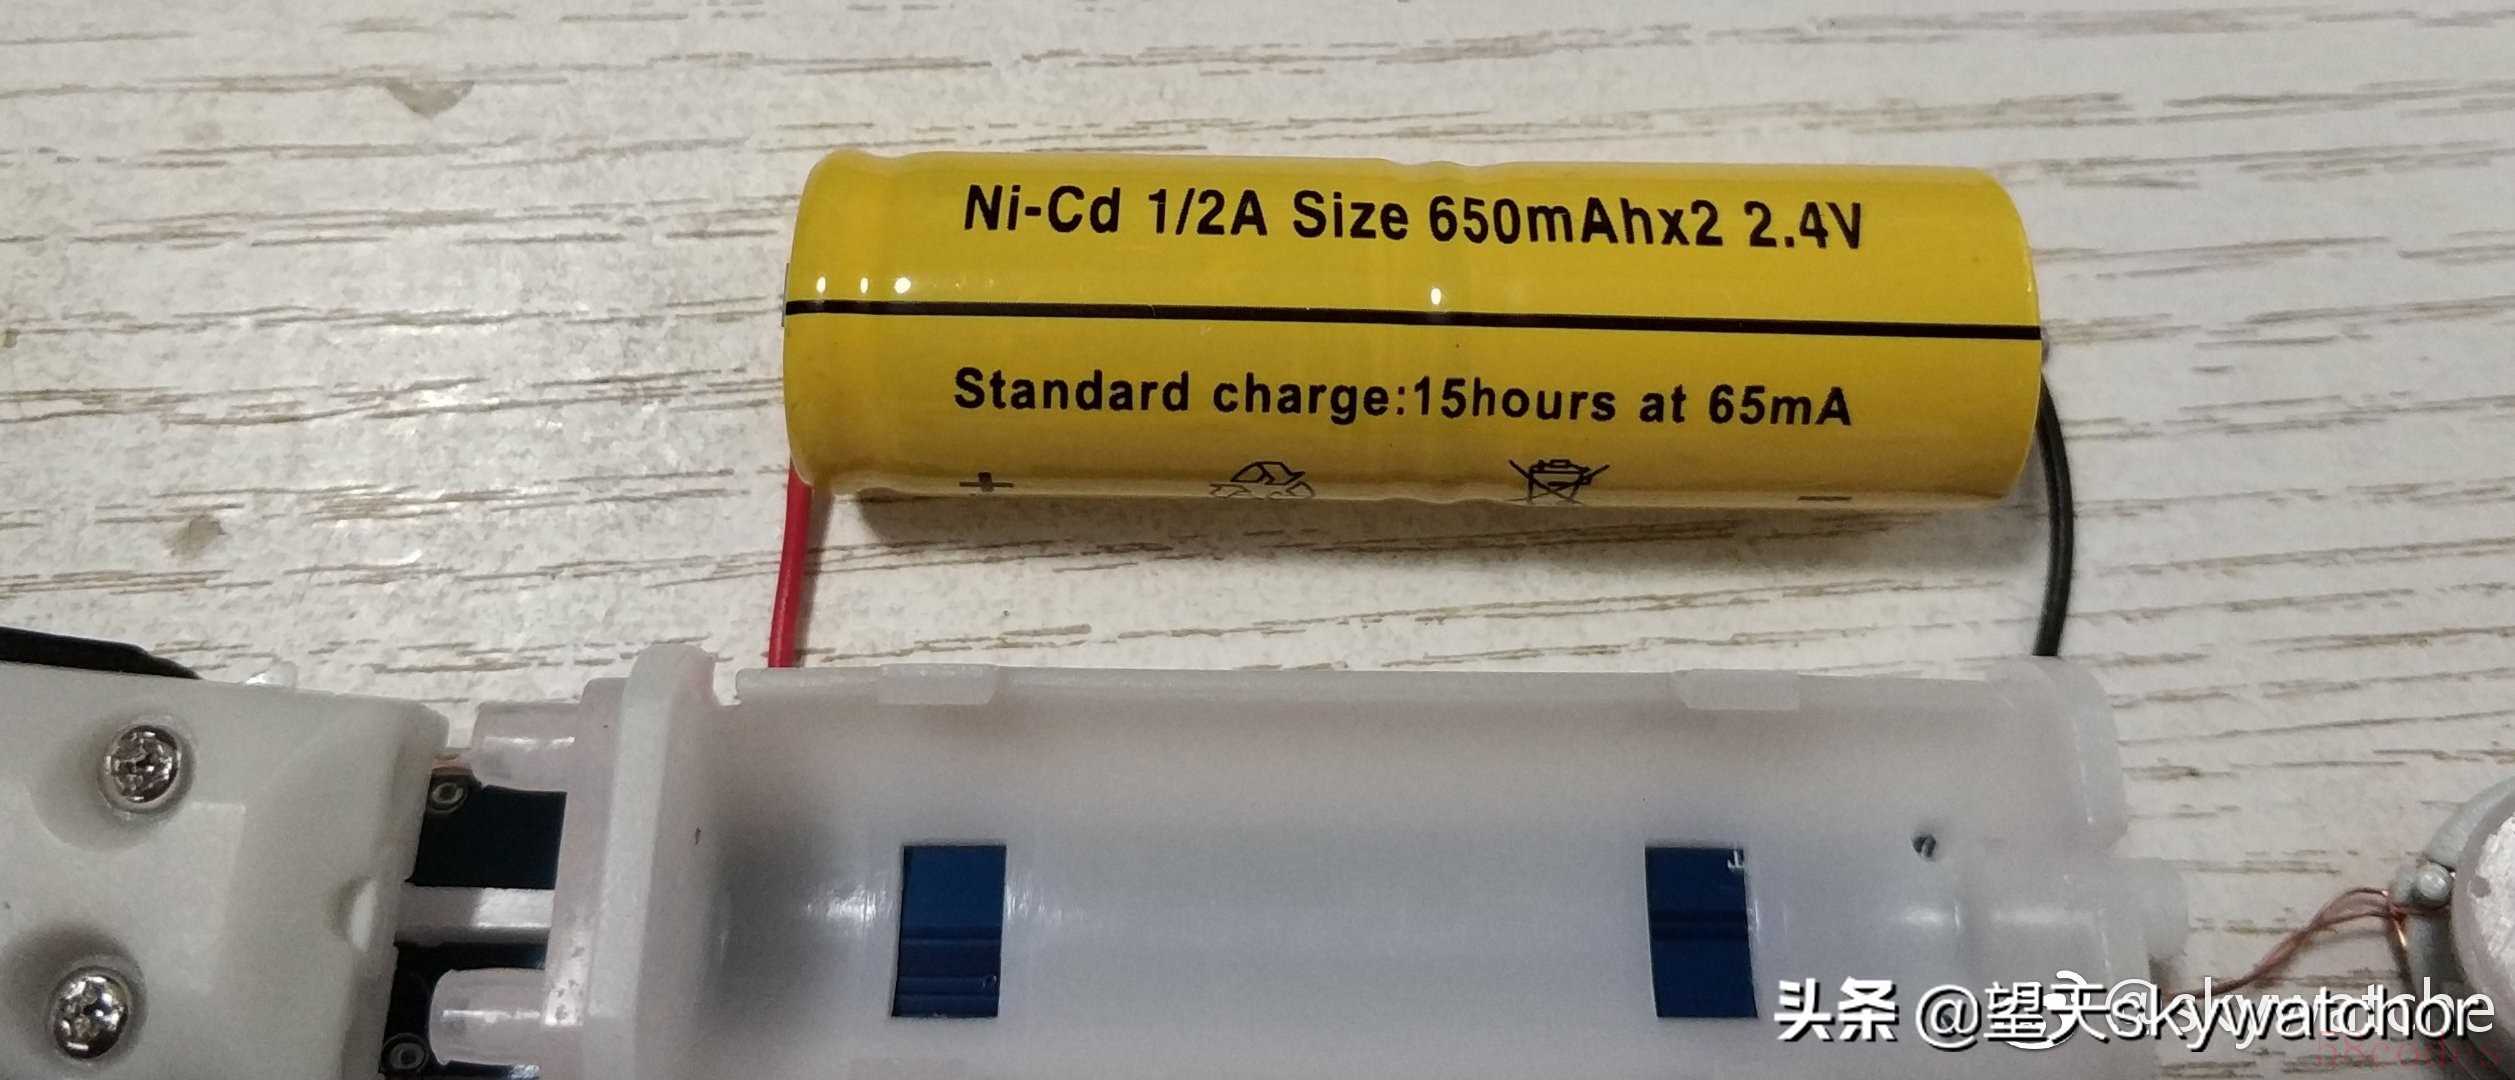 Ni-Cd 1/2A Size 650mAhx2 2.4V
Standard charge:15hours at 65mA
+ −
头条 @望天skywatchor